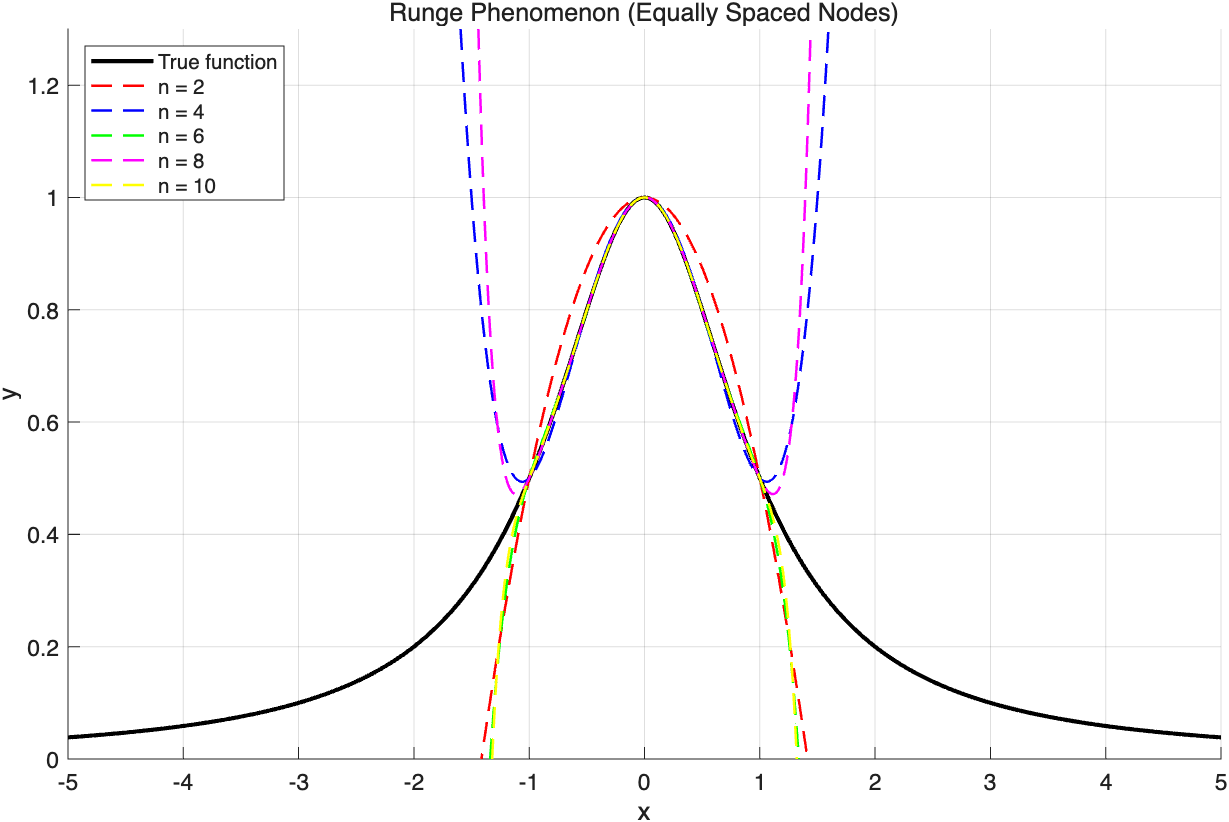 Runge Phenomenon (Equally Spaced Nodes)
True function
n = 2
n = 4
n = 6
n = 8
n = 10
1.2
1
0.8
0.6
0.4
0.2
0
y
-5 -4 -3 -2 -1 0 1 2 3 4 5
x